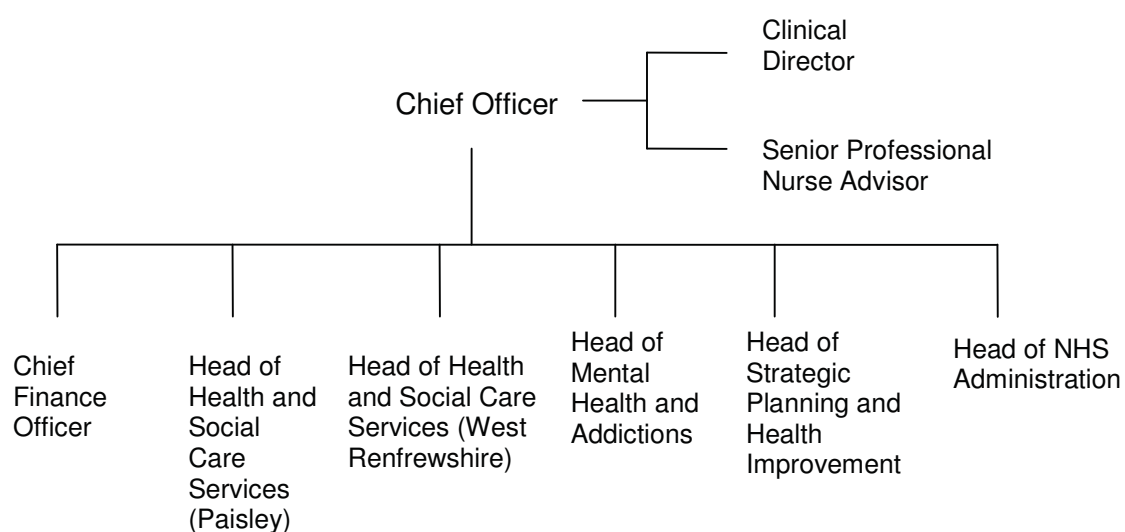 Clinical
Director
Chief Officer
Senior Professional
Nurse Advisor
Chief
Finance
Officer
Head of
Health and
Social
Care
Services
(Paisley)
Head of Health
and Social Care
Services (West
Renfrewshire)
Head of
Mental
Health and
Addictions
Head of
Strategic
Planning and
Health
Improvement
Head of NHS
Administration